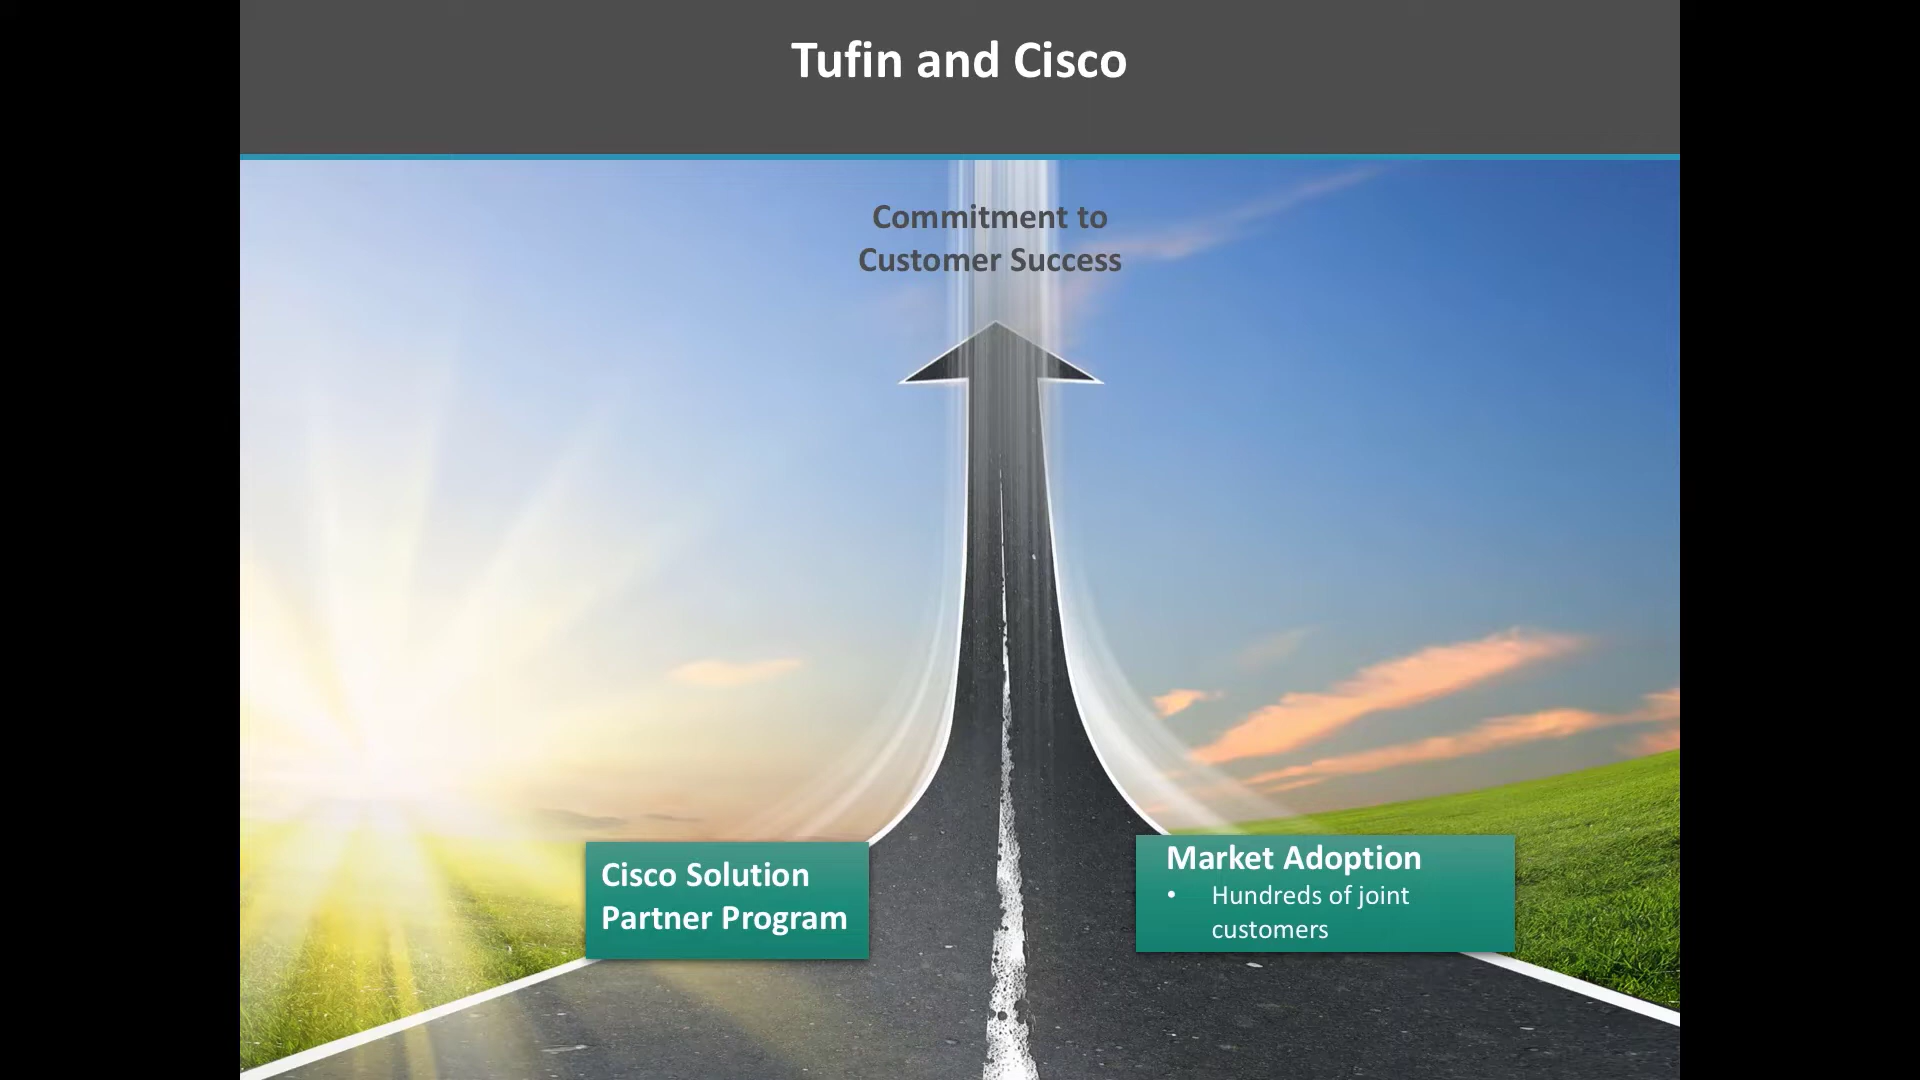 Tufin and Cisco
Commitment to
Customer Success
Cisco Solution
Partner Program
Market Adoption
• Hundreds of joint
customers